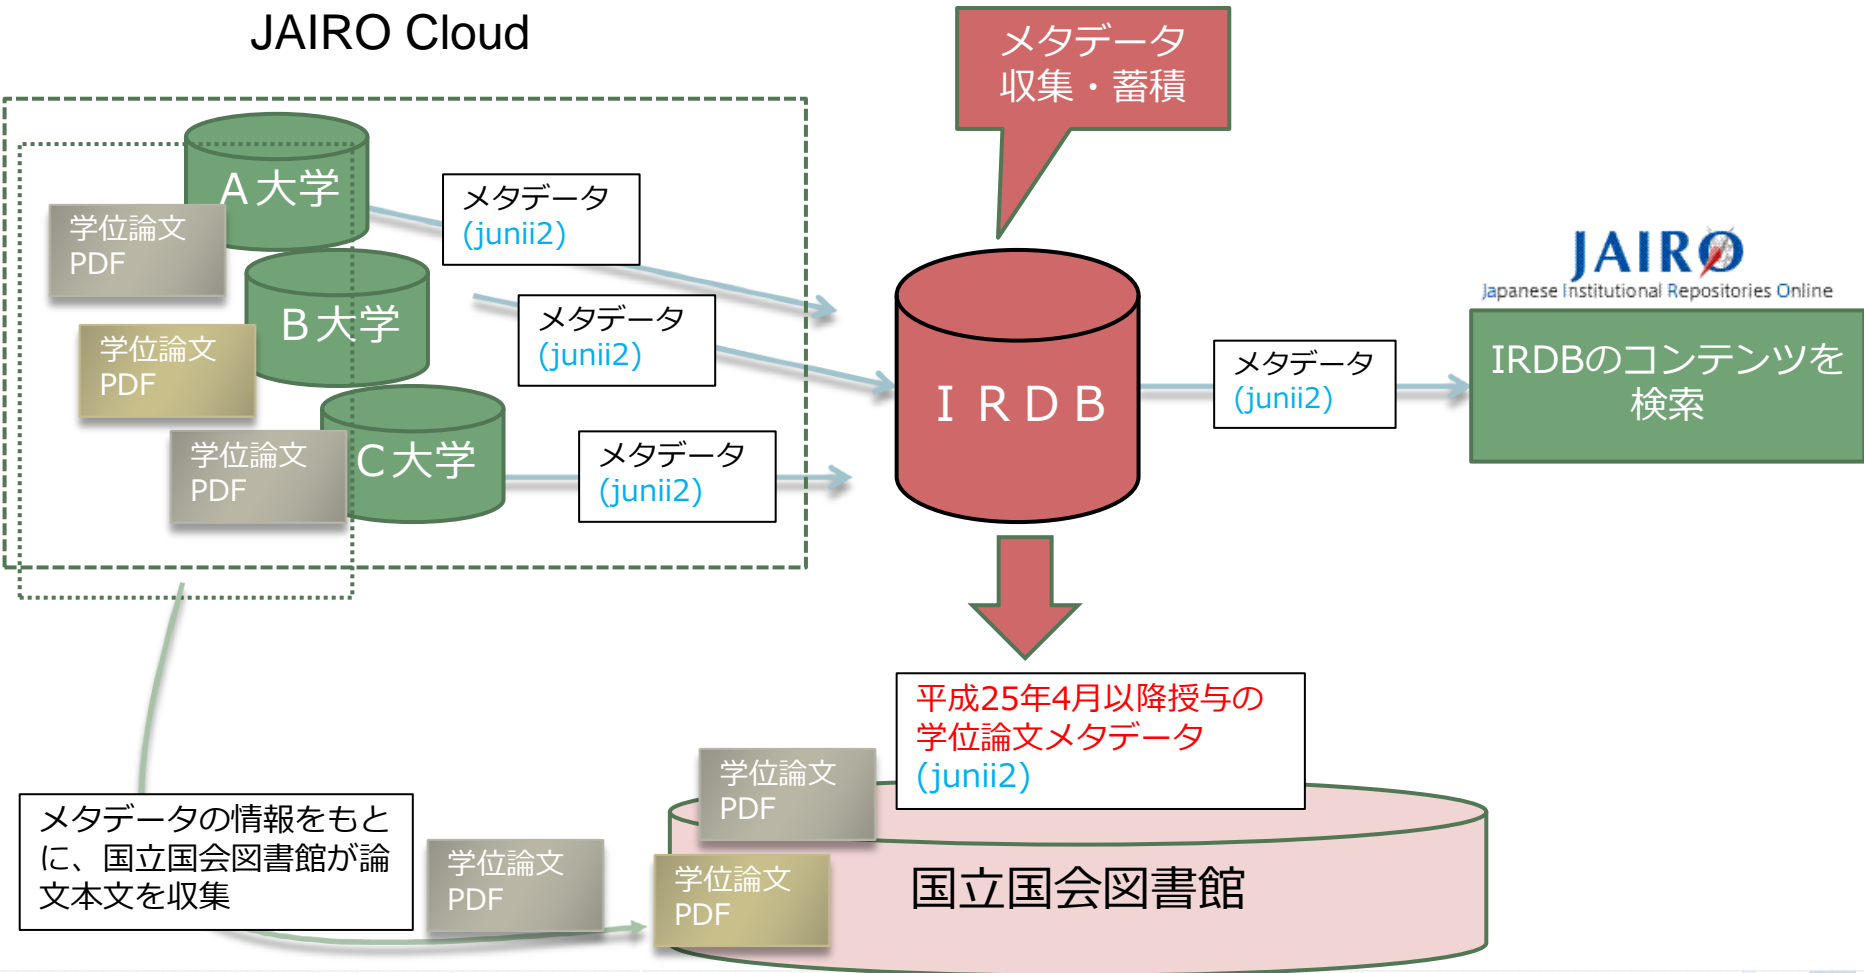 JAIRO Cloud
メタデータ
収集・蓄積
A大学
学位論文
PDF
メタデータ
(junii2)
B大学
学位論文
PDF
メタデータ
(junii2)
C大学
学位論文
PDF
メタデータ
(junii2)
ＩＲＤＢ
メタデータ
(junii2)
JAIRO
Japanese Institutional Repositories Online
IRDBのコンテンツを
検索
平成25年4月以降授与の
学位論文メタデータ
(junii2)
メタデータの情報をもと
に、国立国会図書館が論
文本文を収集
学位論文
PDF
学位論文
PDF
学位論文
PDF
国立国会図書館